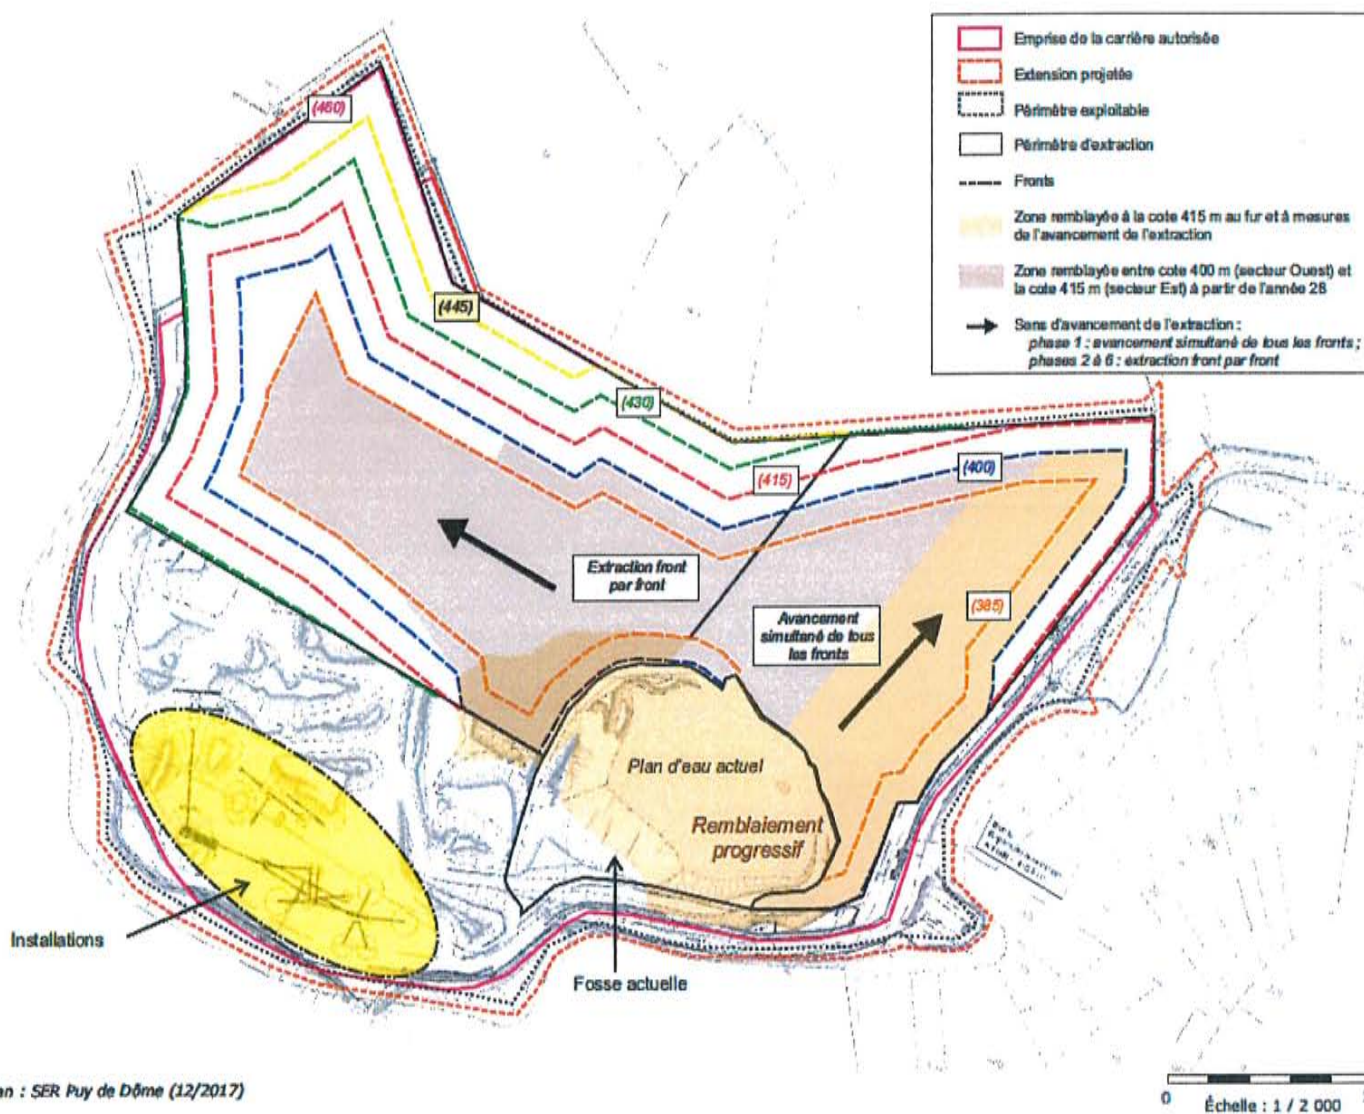 Emprise de la carrière autorisée
Extension projetée
Périmètre exploitable
Périmètre d'extraction
Fronts
Zone remblayée à la cote 415 m au fur et à mesures
de l'avancement de l'extraction
Zone remblayée entre cote 400 m (secteur Ouest) et
la cote 415 m (secteur Est) à partir de l'année 28
Sens d'avancement de l'extraction :
phase 1 : avancement simultané de tous les fronts ;
phases 2 à 6 : extraction front par front
(460)
(445)
(430)
(415)
(400)
(385)
Extraction front
par front
Avancement
simultané de tous
les fronts
Plan d'eau actuel
Remblaiement
progressif
Installations
Fosse actuelle
an : SER Puy de Dôme (12/2017)
0
Échelle : 1 / 2 000